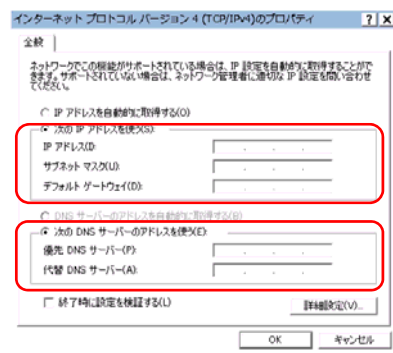 インターネット プロトコル バージョン 4 (TCP/IPv4)のプロパティ
? X
全般
ネットワークでこの機能がサポートされている場合は、IP 設定を自動的に取得することがで
きます。サポートされていない場合は、ネットワーク管理者に適切な IP 設定を問い合わせ
てください。
IP アドレスを自動的に取得する(O)
次の IP アドレスを使う(S):
IP アドレス(I):
サブネット マスク(U):
デフォルト ゲートウェイ(D):
DNS サーバーのアドレスを自動的に取得する(B)
次の DNS サーバーのアドレスを使う(E):
優先 DNS サーバー(P):
代替 DNS サーバー(A):
終了時に設定を検証する(L)
詳細設定(V)...
OK
キャンセル